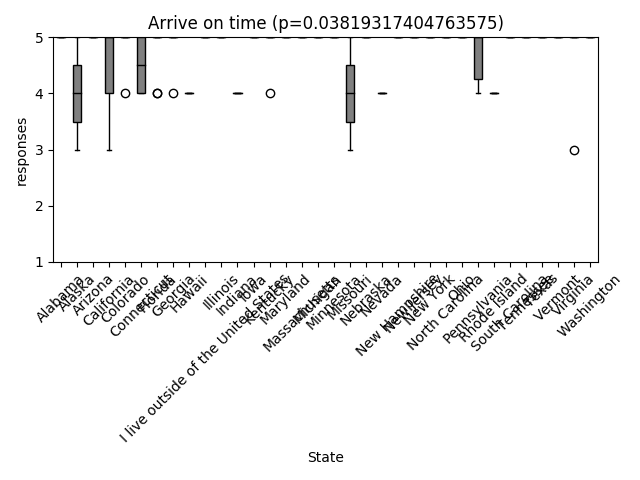 Arrive on time (p=0.03819317404763575)
responses
5
4
3
2
1
Alabama
Alaska
Arizona
California
Colorado
Connecticut
Florida
Georgia
Hawaii
I live outside of the United States
Illinois
Indiana
Iowa
Kentucky
Maryland
Massachusetts
Michigan
Minnesota
Missouri
Nebraska
Nevada
New Hampshire
New Jersey
New York
North Carolina
Ohio
Pennsylvania
Rhode Island
South Carolina
Tennessee
Texas
Vermont
Virginia
Washington
State